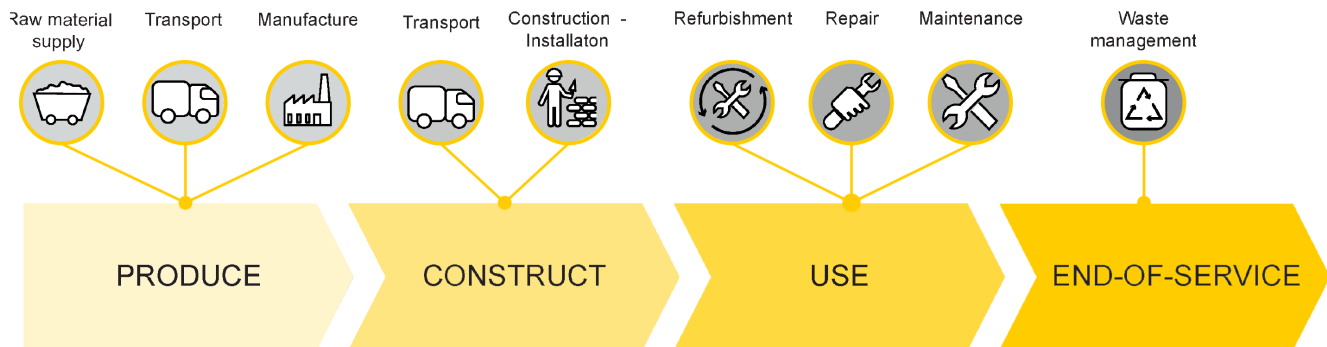 Raw material
supply
Transport
Manufacture
Transport
Construction -
Installaton
Refurbishment
Repair
Maintenance
Waste
management
PRODUCE
CONSTRUCT
USE
END-OF-SERVICE